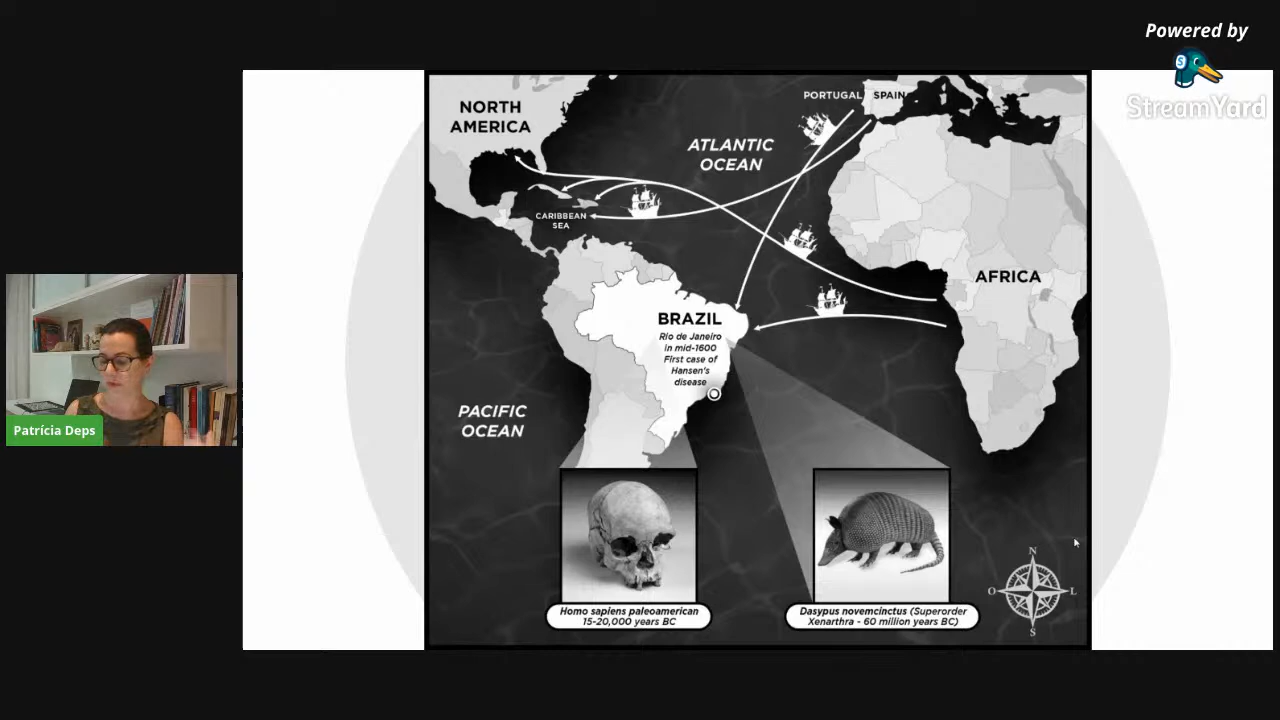 Powered by
S
StreamYard
PORTUGAL
SPAIN
NORTH
AMERICA
ATLANTIC
OCEAN
CARIBBEAN
SEA
AFRICA
BRAZIL
Rio de Janeiro
in mid-1600
First case of
Hansen's
disease
PACIFIC
OCEAN
Patrícia Deps
N
O
L
S
Homo sapiens paleoamerican
15-20,000 years BC
Dasypus novemcinctus (Superorder
Xenarthra - 60 million years BC)